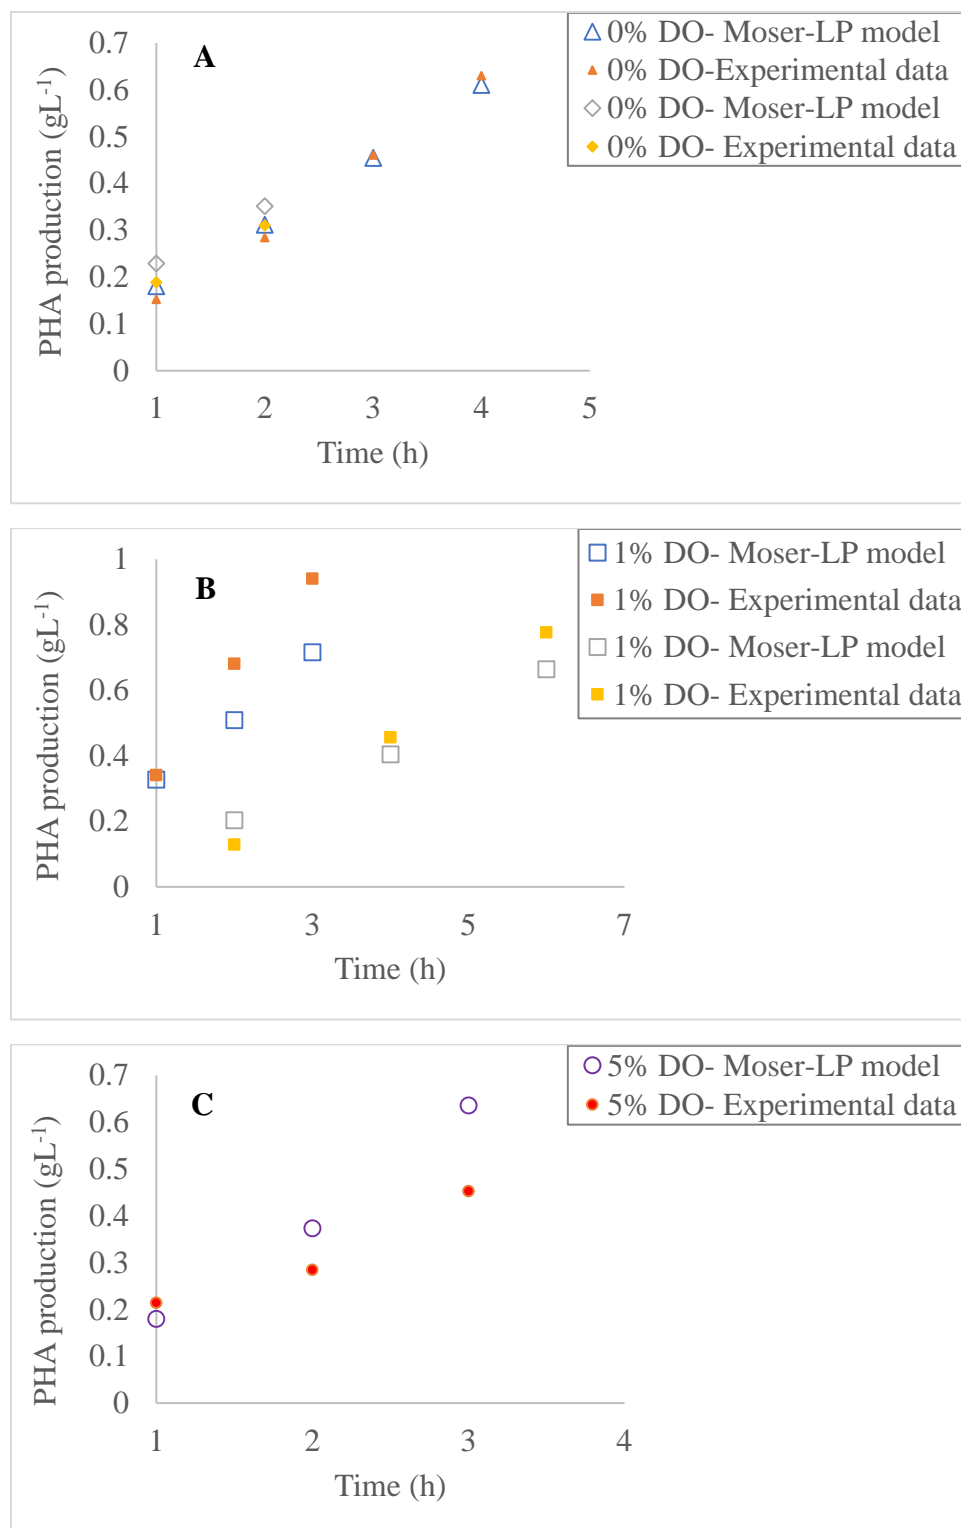 A
0% DO- Moser-LP model
0% DO-Experimental data
0% DO- Moser-LP model
0% DO- Experimental data
PHA production (gL-1)
0.7
0.6
0.5
0.4
0.3
0.2
0.1
0
1 2 3 4 5
Time (h)
B
1% DO- Moser-LP model
1% DO- Experimental data
1% DO- Moser-LP model
1% DO- Experimental data
PHA production (gL-1)
1
0.8
0.6
0.4
0.2
0
1 3 5 7
Time (h)
C
5% DO- Moser-LP model
5% DO- Experimental data
PHA production (gL-1)
0.7
0.6
0.5
0.4
0.3
0.2
0.1
0
1 2 3 4
Time (h)